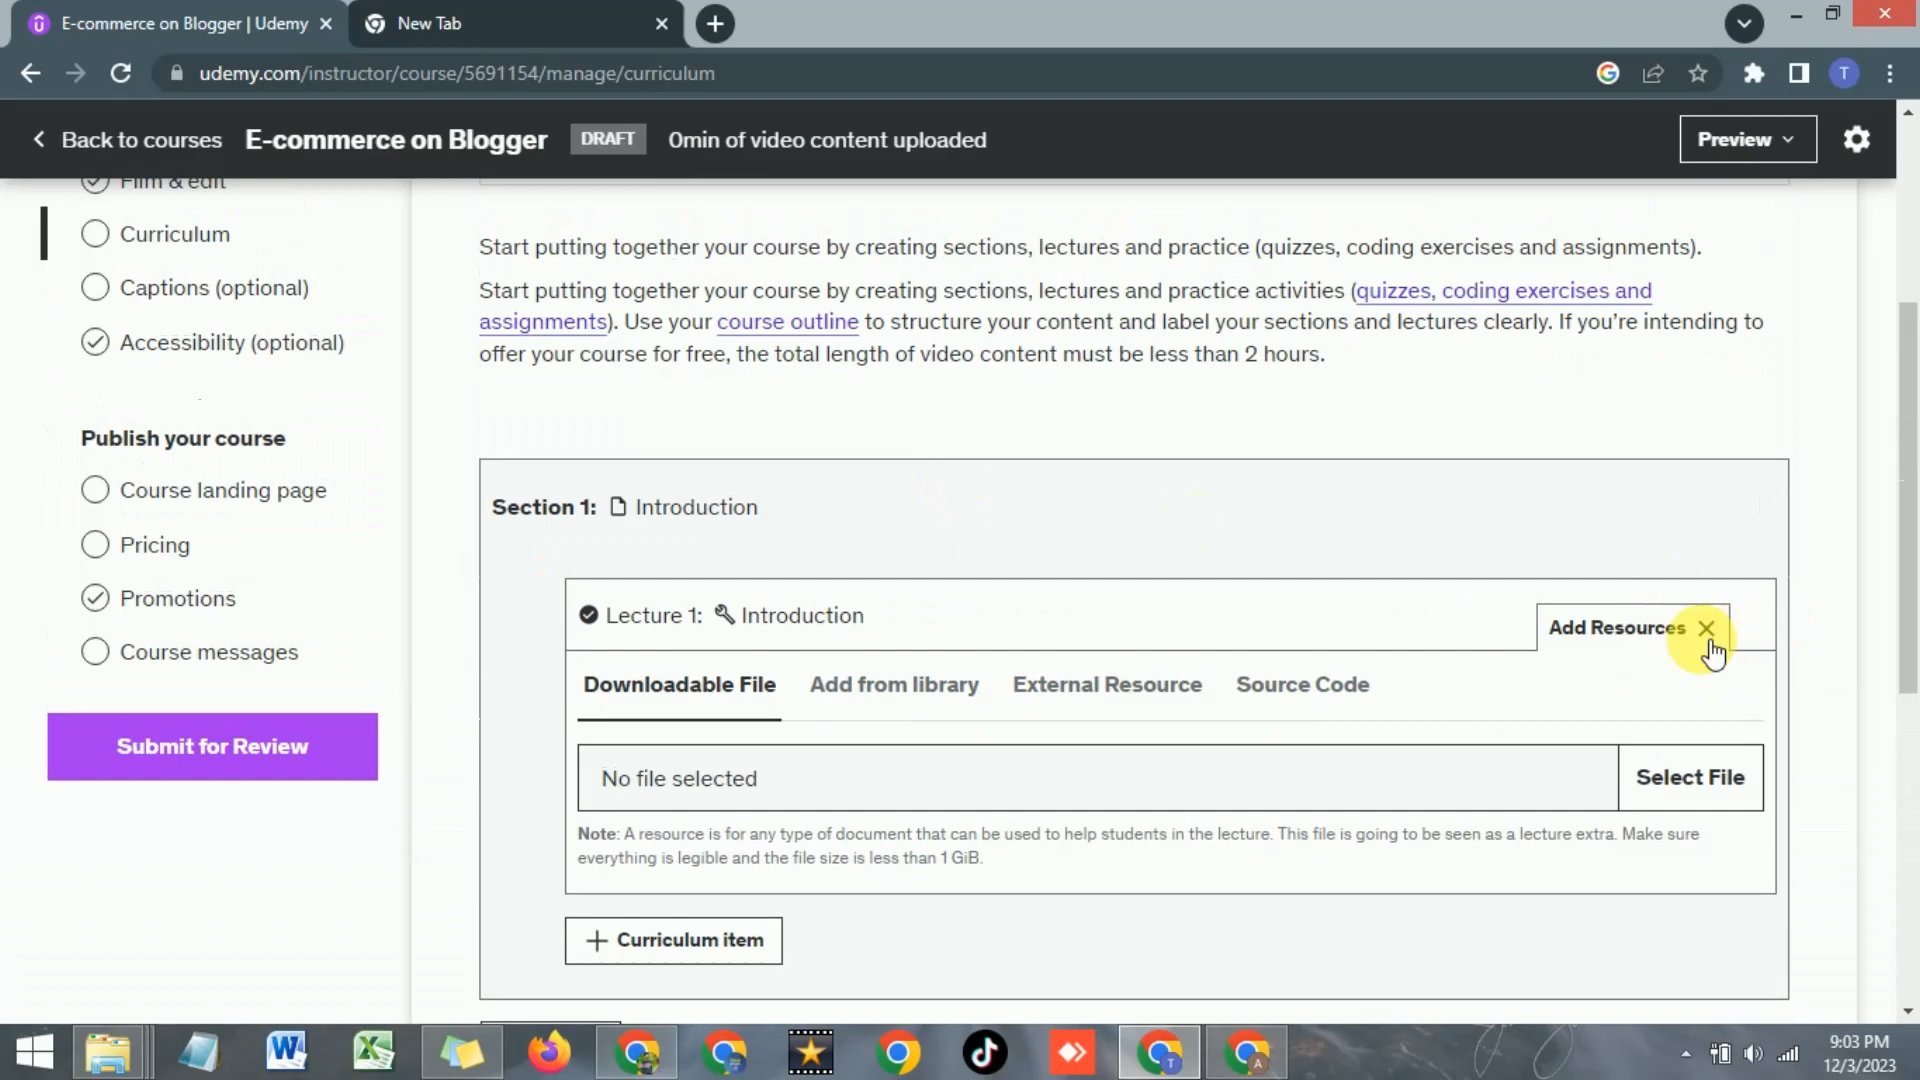 E-commerce on Blogger | Udemy
New Tab
udemy.com/instructor/course/5691154/manage/curriculum
T
Back to courses
E-commerce on Blogger
DRAFT
0min of video content uploaded
Preview
Film & edit
Curriculum
Captions (optional)
Accessibility (optional)
Publish your course
Course landing page
Pricing
Promotions
Course messages
Submit for Review
Start putting together your course by creating sections, lectures and practice (quizzes, coding exercises and assignments).
Start putting together your course by creating sections, lectures and practice activities (quizzes, coding exercises and
assignments). Use your course outline to structure your content and label your sections and lectures clearly. If you’re intending to
offer your course for free, the total length of video content must be less than 2 hours.
Section 1: Introduction
Lecture 1: Introduction
Add Resources
Downloadable File
Add from library
External Resource
Source Code
No file selected
Select File
Note: A resource is for any type of document that can be used to help students in the lecture. This file is going to be seen as a lecture extra. Make sure
everything is legible and the file size is less than 1 GiB.
Curriculum item
9:03 PM
12/3/2023